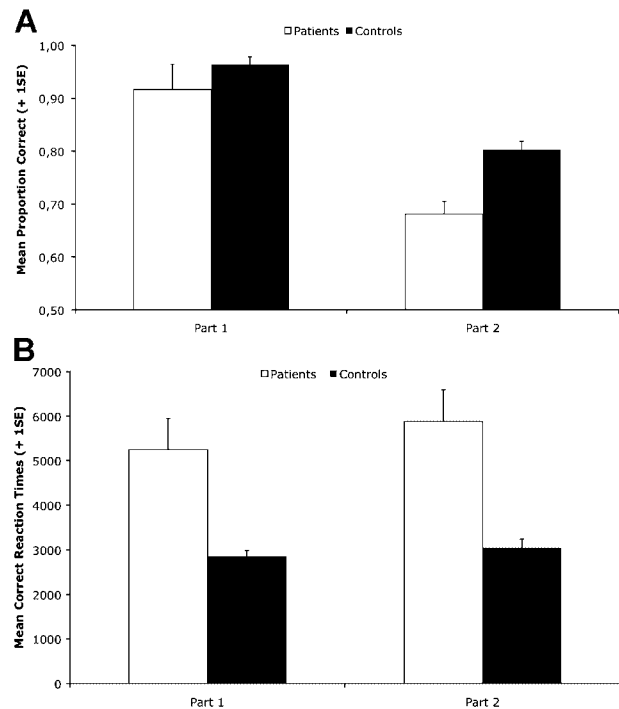 A
Patients Controls
Mean Proportion Correct (+ 1SE)
1,00
0,90
0,80
0,70
0,60
0,50
Part 1 Part 2
B
Patients Controls
Mean Correct Reaction Times (+ 1SE)
7000
6000
5000
4000
3000
2000
1000
0
Part 1 Part 2